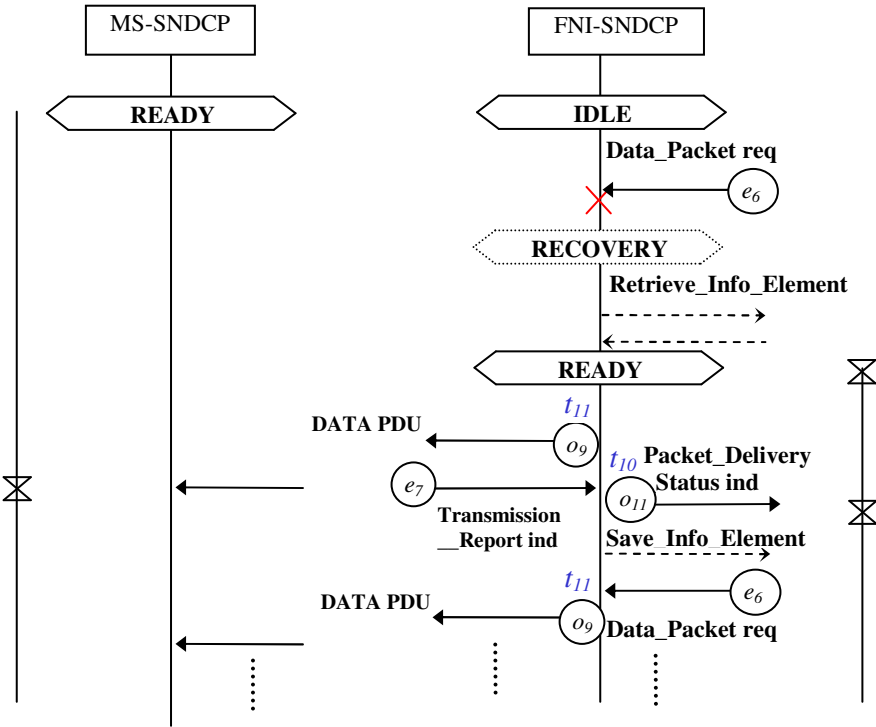 MS-SNDCP
FNI-SNDCP
READY
IDLE
Data_Packet req
e6
RECOVERY
Retrieve_Info_Element
READY
t11
DATA PDU
o9
t10
Packet_Delivery
Status ind
e7
o11
Transmission
__Report ind
Save_Info_Element
t11
e6
DATA PDU
o9
Data_Packet req